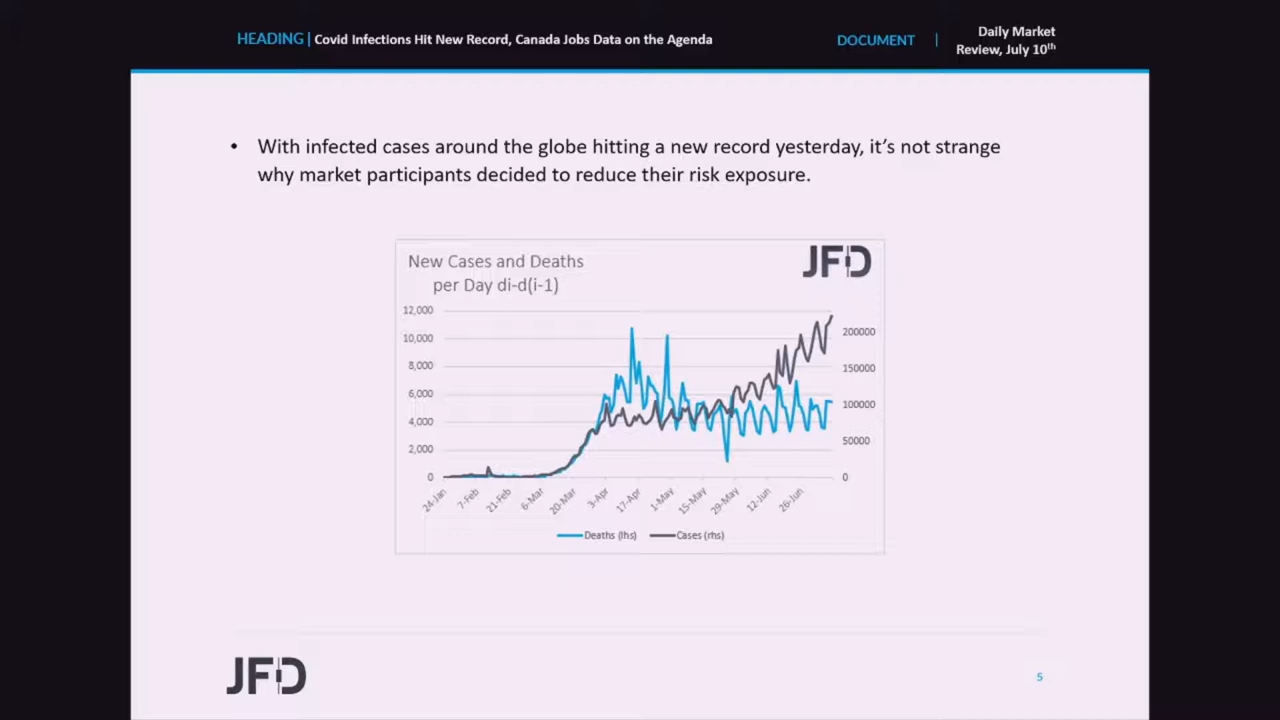 HEADING | Covid Infections Hit New Record, Canada Jobs Data on the Agenda
DOCUMENT |
Daily Market
Review, July 10th
• With infected cases around the globe hitting a new record yesterday, it's not strange
why market participants decided to reduce their risk exposure.
New Cases and Deaths
per Day di-d(i-1)
JFD
12,000
10,000
8,000
6,000
4,000
2,000
0
200000
150000
100000
50000
0
24-Jan
7-Feb
21-Feb
6-Mar
20-Mar
3-Apr
17-Apr
1-May
15-May
29-May
12-Jun
26-Jun
Deaths (lhs)
Cases (rhs)
JFD
5